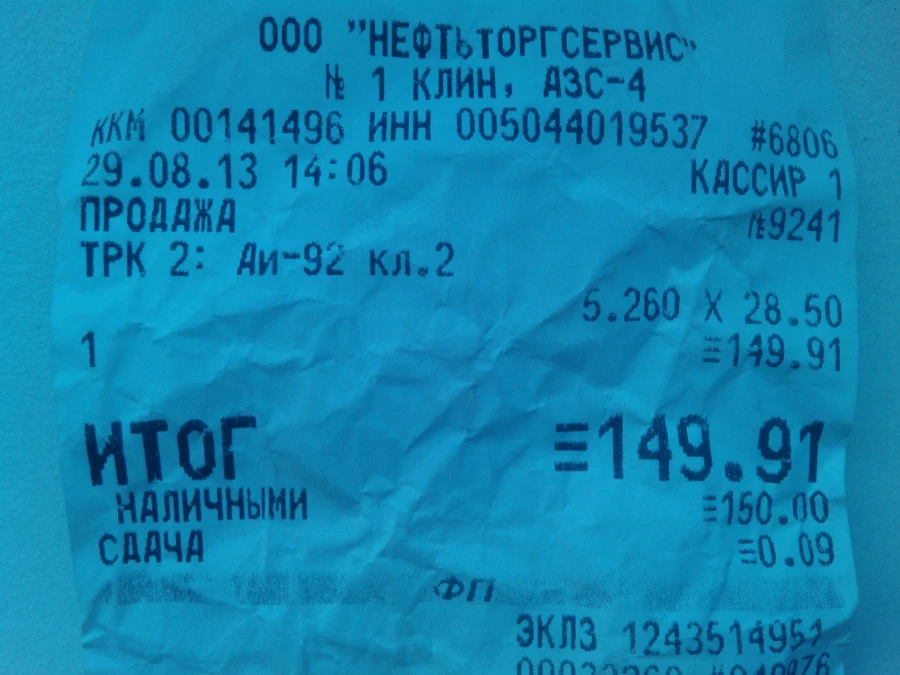 ООО "НЕФТЬТОРГСЕРВИС"
№ 1 КЛИН, АЗС-4
ККМ 00141496 ИНН 005044019537 #6806
29.08.13 14:06 КАССИР 1
ПРОДАЖА №9241
ТРК 2: Аи-92 кл.2
5.260 X 28.50
1 ≡149.91
ИТОГ ≡149.91
НАЛИЧНЫМИ ≡150.00
СДАЧА ≡0.09
ФП
ЭКЛЗ 1243514951